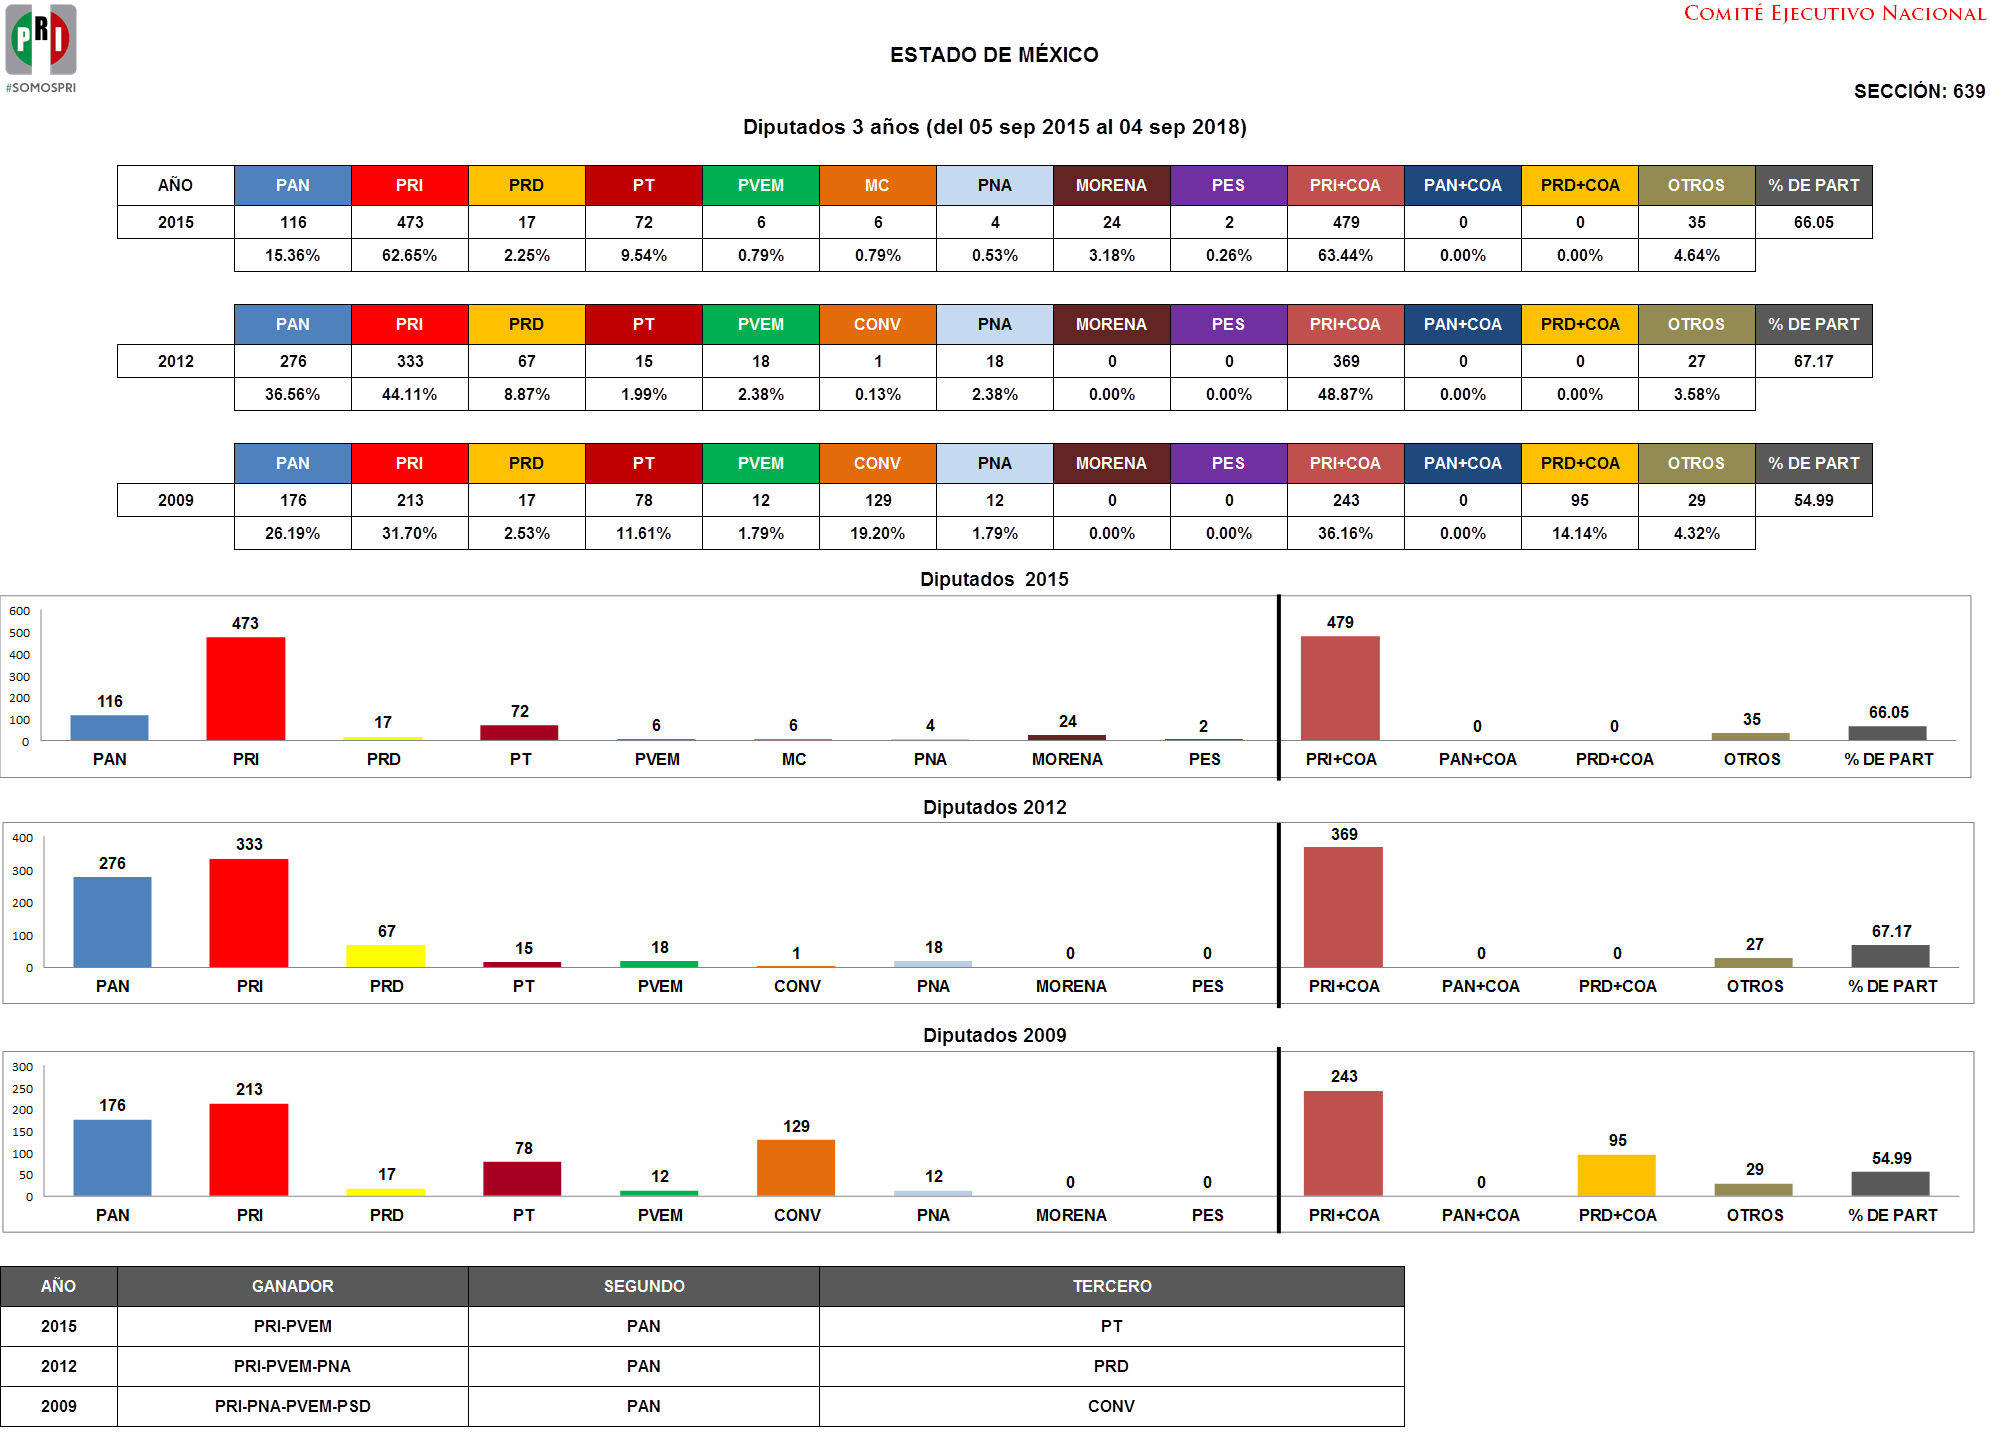 PRI
#SOMOSPRI
COMITÉ EJECUTIVO NACIONAL
ESTADO DE MÉXICO
SECCIÓN: 639
Diputados 3 años (del 05 sep 2015 al 04 sep 2018)
AÑO PAN PRI PRD PT PVEM MC PNA MORENA PES PRI+COA PAN+COA PRD+COA OTROS % DE PART
2015 116 473 17 72 6 6 4 24 2 479 0 0 35 66.05
15.36% 62.65% 2.25% 9.54% 0.79% 0.79% 0.53% 3.18% 0.26% 63.44% 0.00% 0.00% 4.64%
PAN PRI PRD PT PVEM CONV PNA MORENA PES PRI+COA PAN+COA PRD+COA OTROS % DE PART
2012 276 333 67 15 18 1 18 0 0 369 0 0 27 67.17
36.56% 44.11% 8.87% 1.99% 2.38% 0.13% 2.38% 0.00% 0.00% 48.87% 0.00% 0.00% 3.58%
PAN PRI PRD PT PVEM CONV PNA MORENA PES PRI+COA PAN+COA PRD+COA OTROS % DE PART
2009 176 213 17 78 12 129 12 0 0 243 0 95 29 54.99
26.19% 31.70% 2.53% 11.61% 1.79% 19.20% 1.79% 0.00% 0.00% 36.16% 0.00% 14.14% 4.32%
Diputados 2015
600
500
400
300
200
100
0
116 473 17 72 6 6 4 24 2 479 0 0 35 66.05
PAN PRI PRD PT PVEM MC PNA MORENA PES PRI+COA PAN+COA PRD+COA OTROS % DE PART
Diputados 2012
400
300
200
100
0
276 333 67 15 18 1 18 0 0 369 0 0 27 67.17
PAN PRI PRD PT PVEM CONV PNA MORENA PES PRI+COA PAN+COA PRD+COA OTROS % DE PART
Diputados 2009
300
250
200
150
100
50
0
176 213 17 78 12 129 12 0 0 243 0 95 29 54.99
PAN PRI PRD PT PVEM CONV PNA MORENA PES PRI+COA PAN+COA PRD+COA OTROS % DE PART
AÑO GANADOR SEGUNDO TERCERO
2015 PRI-PVEM PAN PT
2012 PRI-PVEM-PNA PAN PRD
2009 PRI-PNA-PVEM-PSD PAN CONV